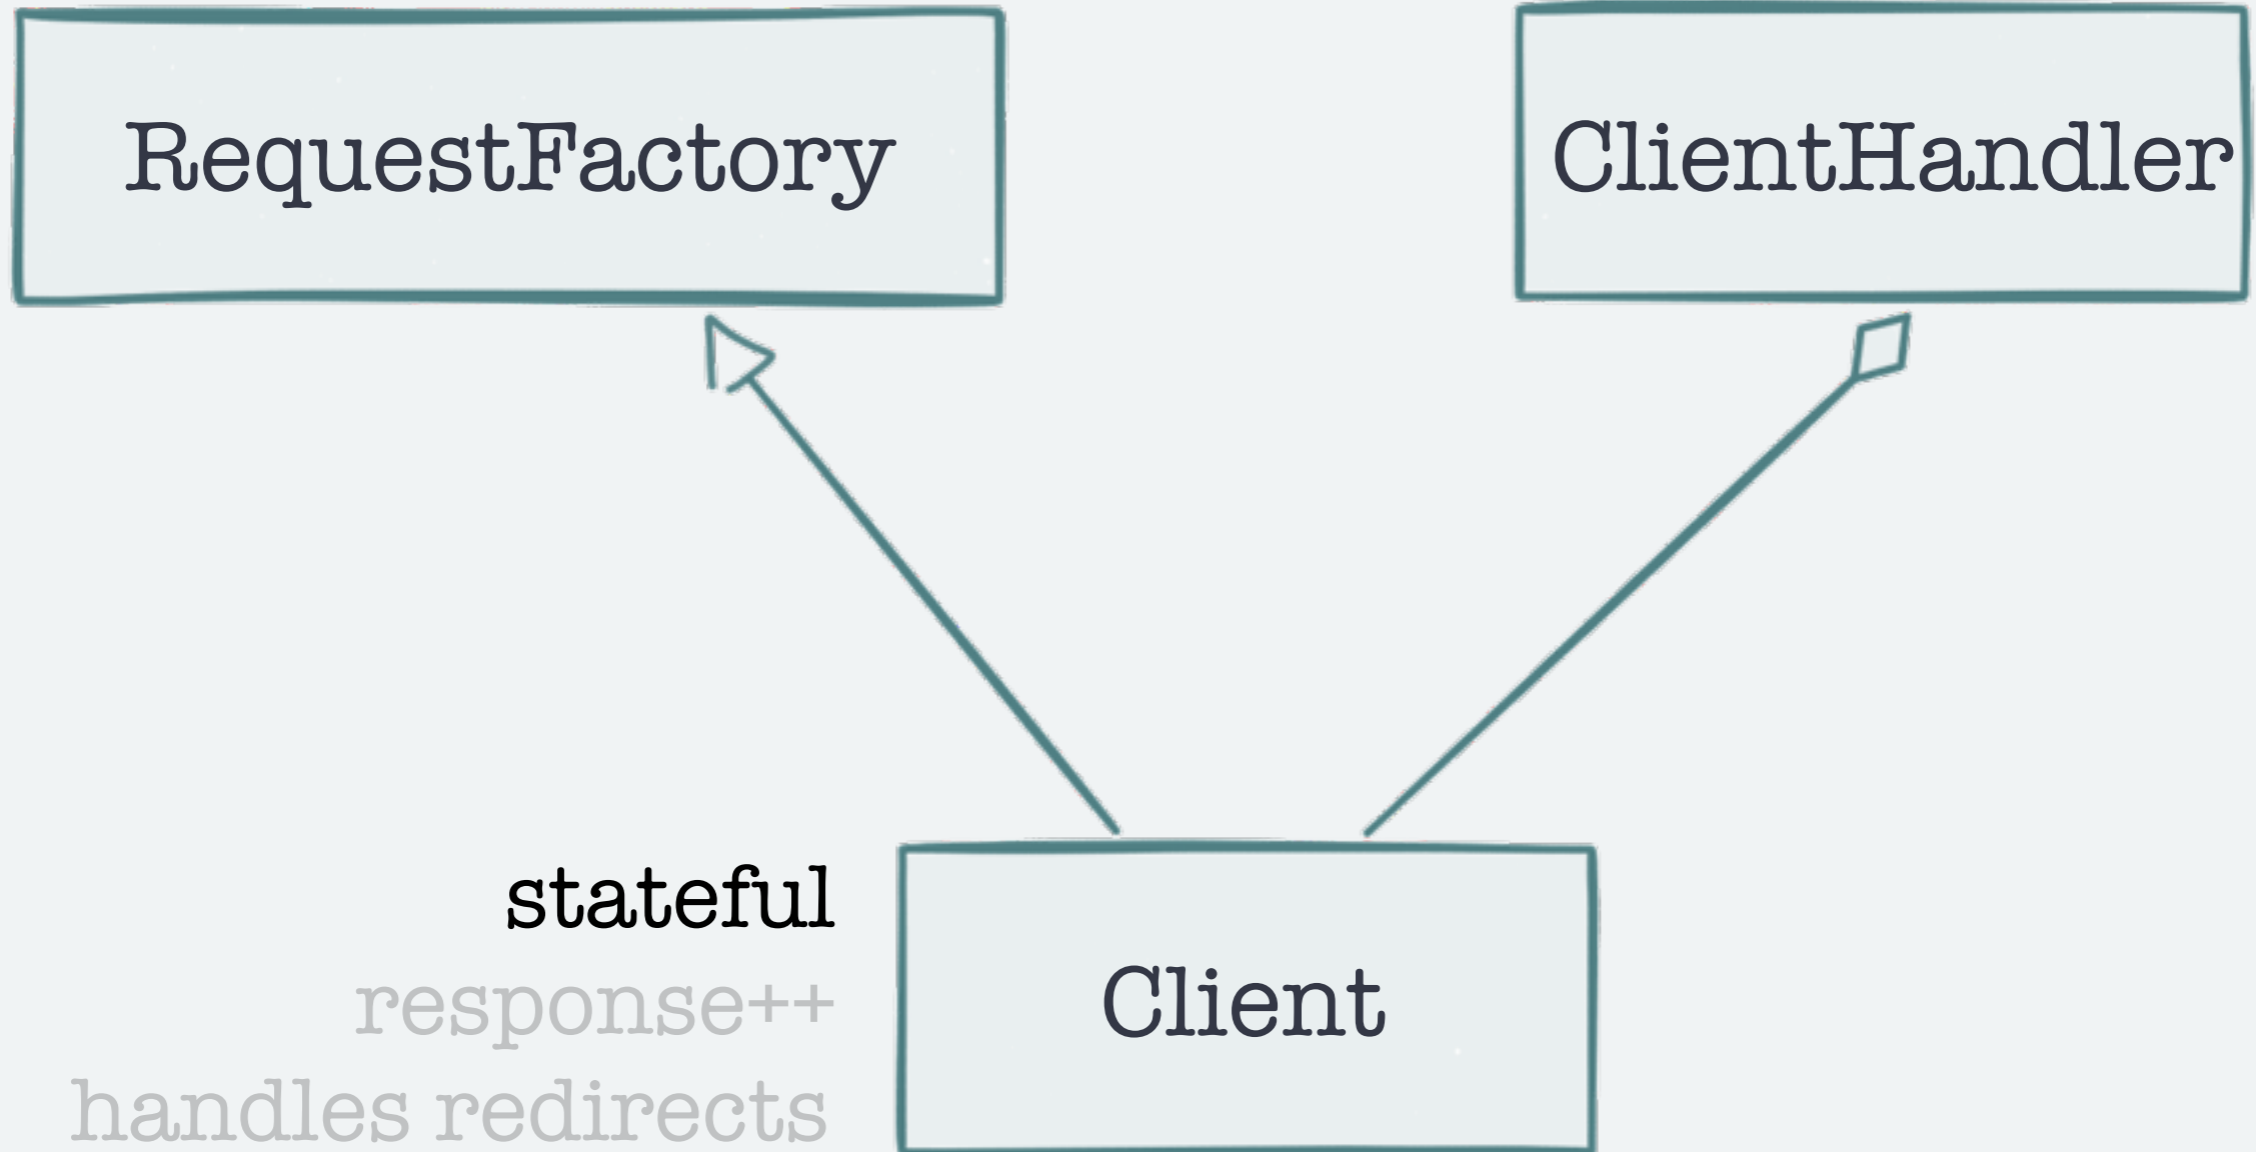 RequestFactory
ClientHandler
stateful
response++
handles redirects
Client